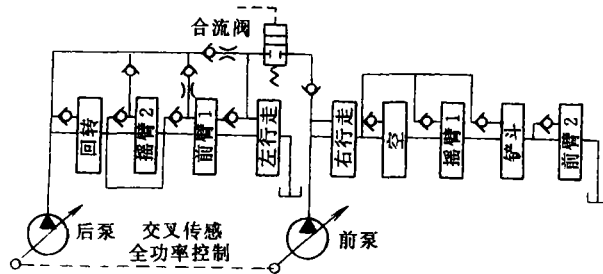 合流阀
回转
摇臂2
前臂1
左行走
右行走
空
摇臂1
铲斗
前臂2
后泵
交叉传感
全功率控制
前泵